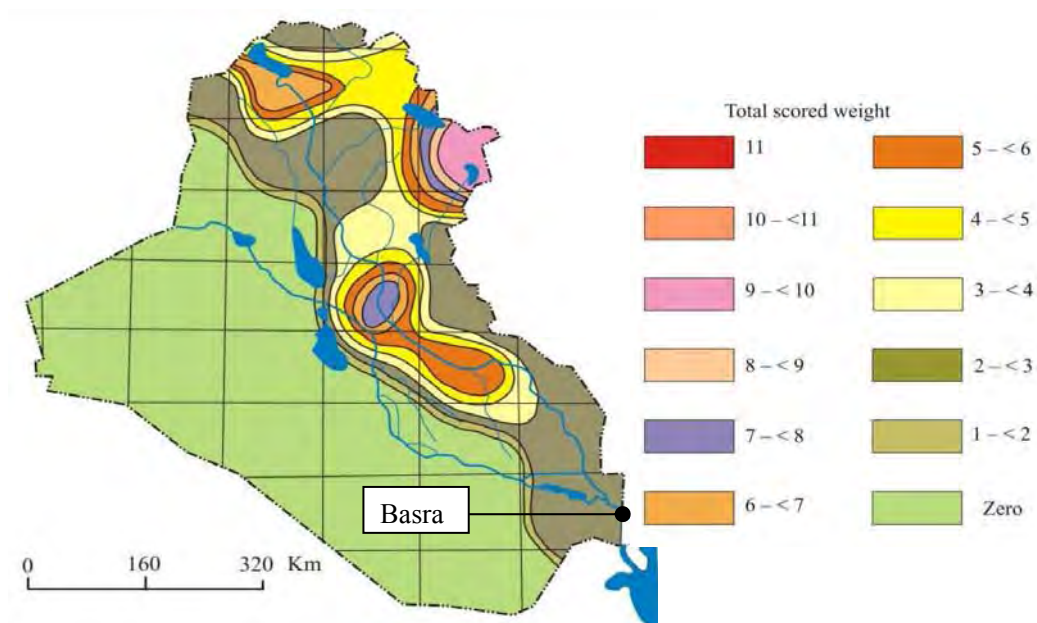 Total scored weight
11
5 – < 6
10 – <11
4 – < 5
9 – < 10
3 – < 4
8 – < 9
2 – < 3
7 – < 8
1 – < 2
6 – < 7
Zero
Basra
0 160 320 Km